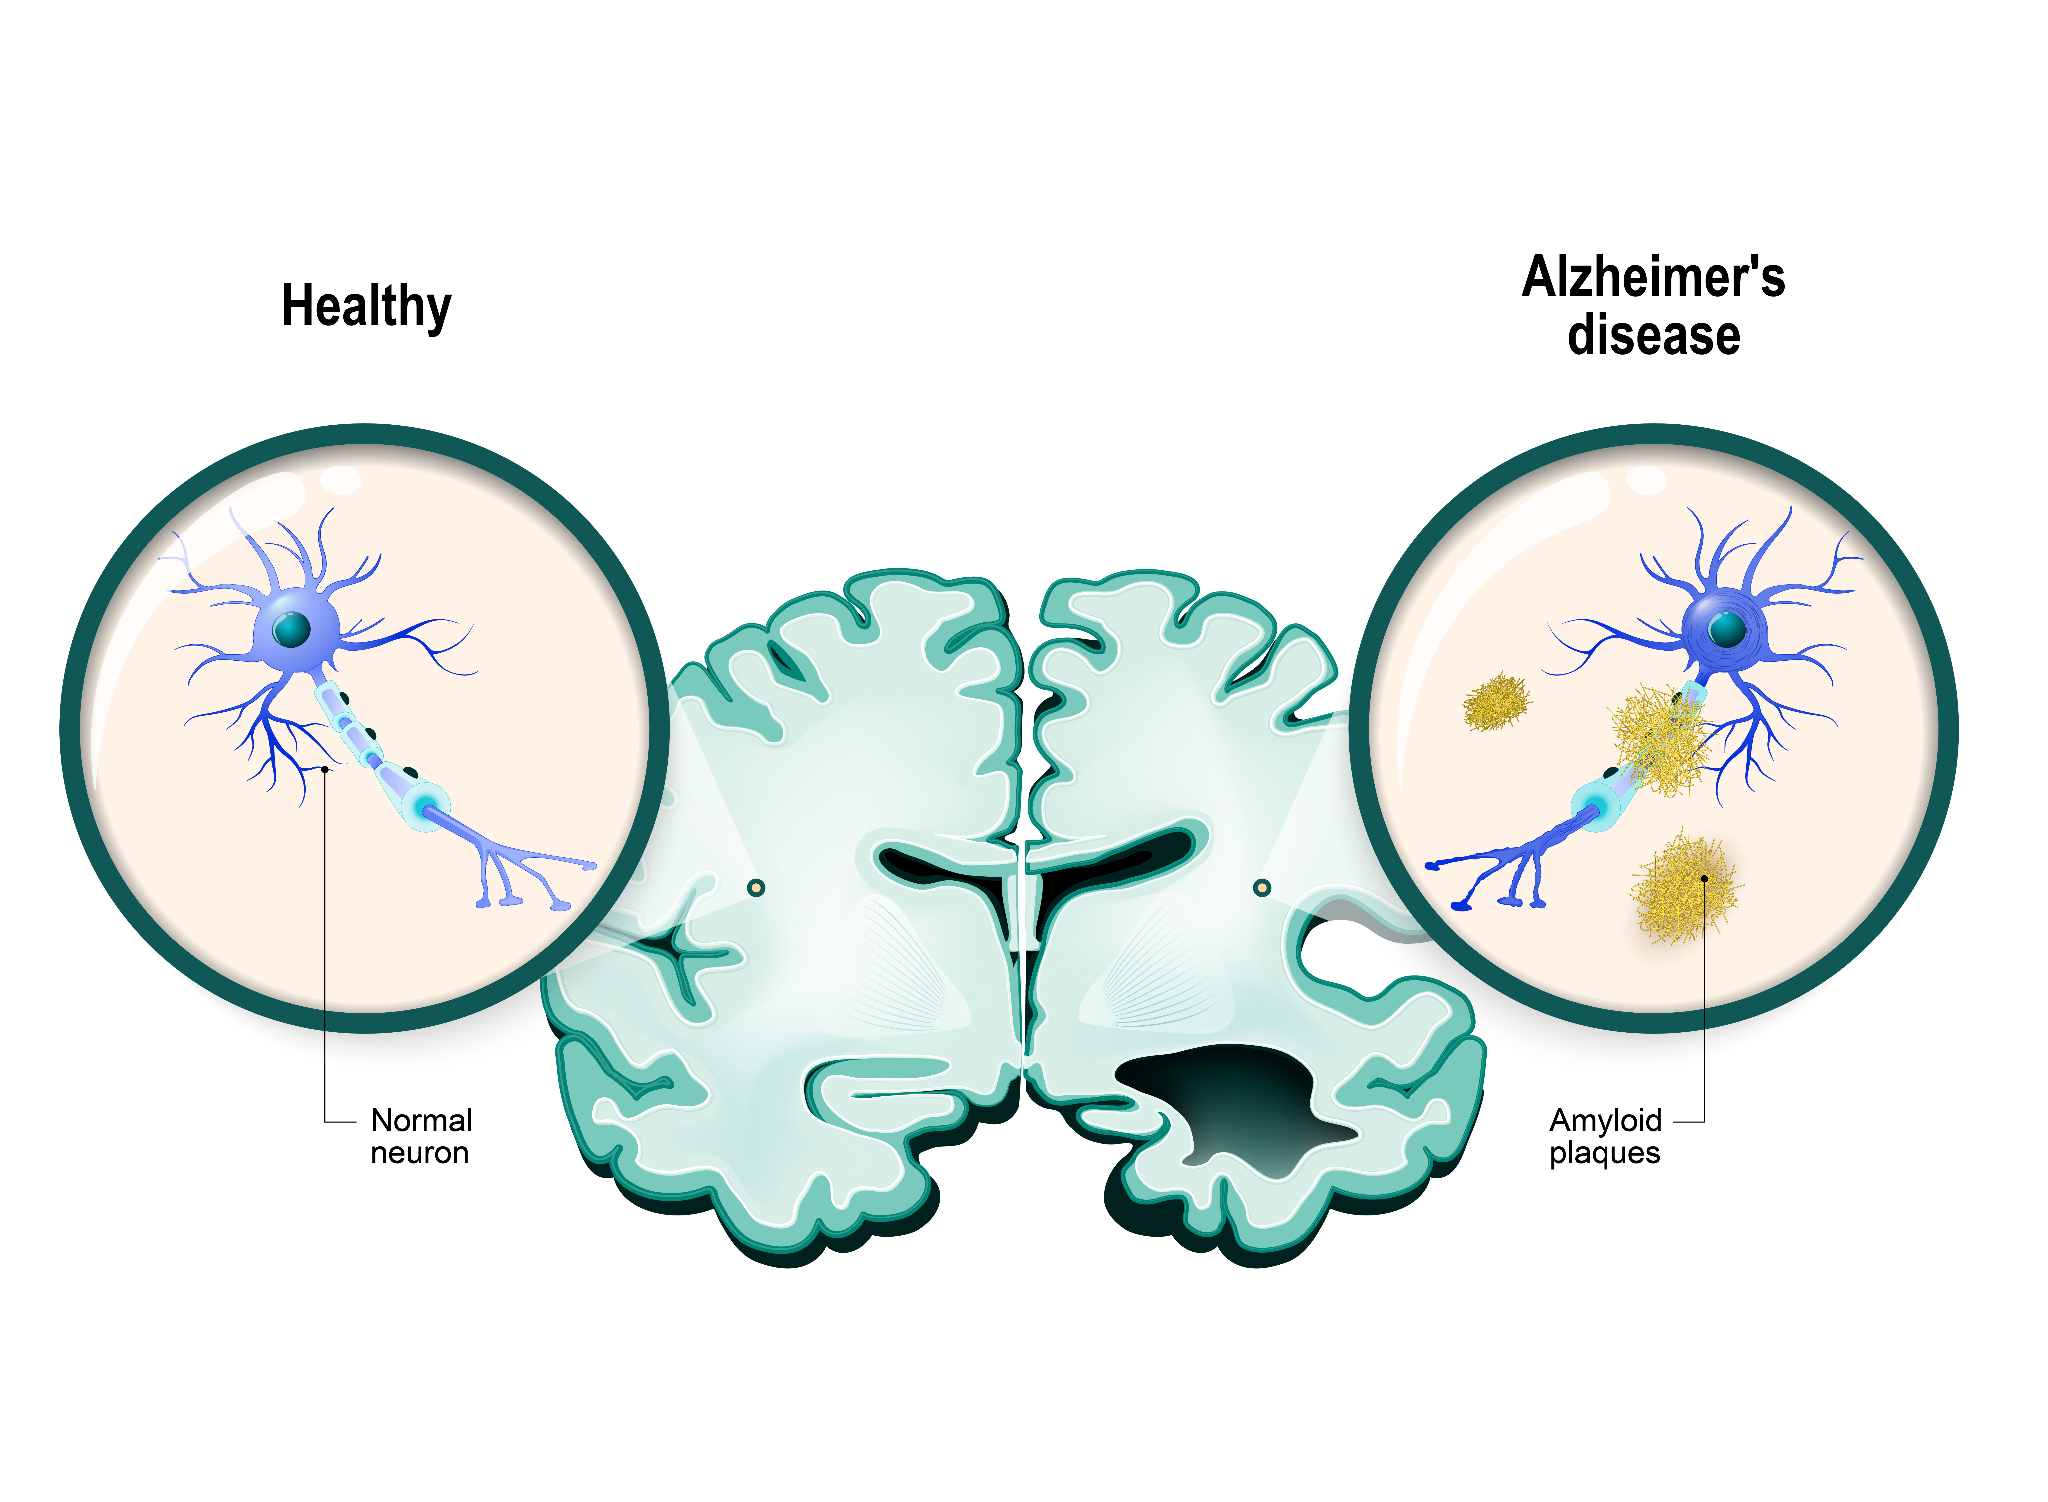 Healthy
Alzheimer's
disease
Normal
neuron
Amyloid
plaques